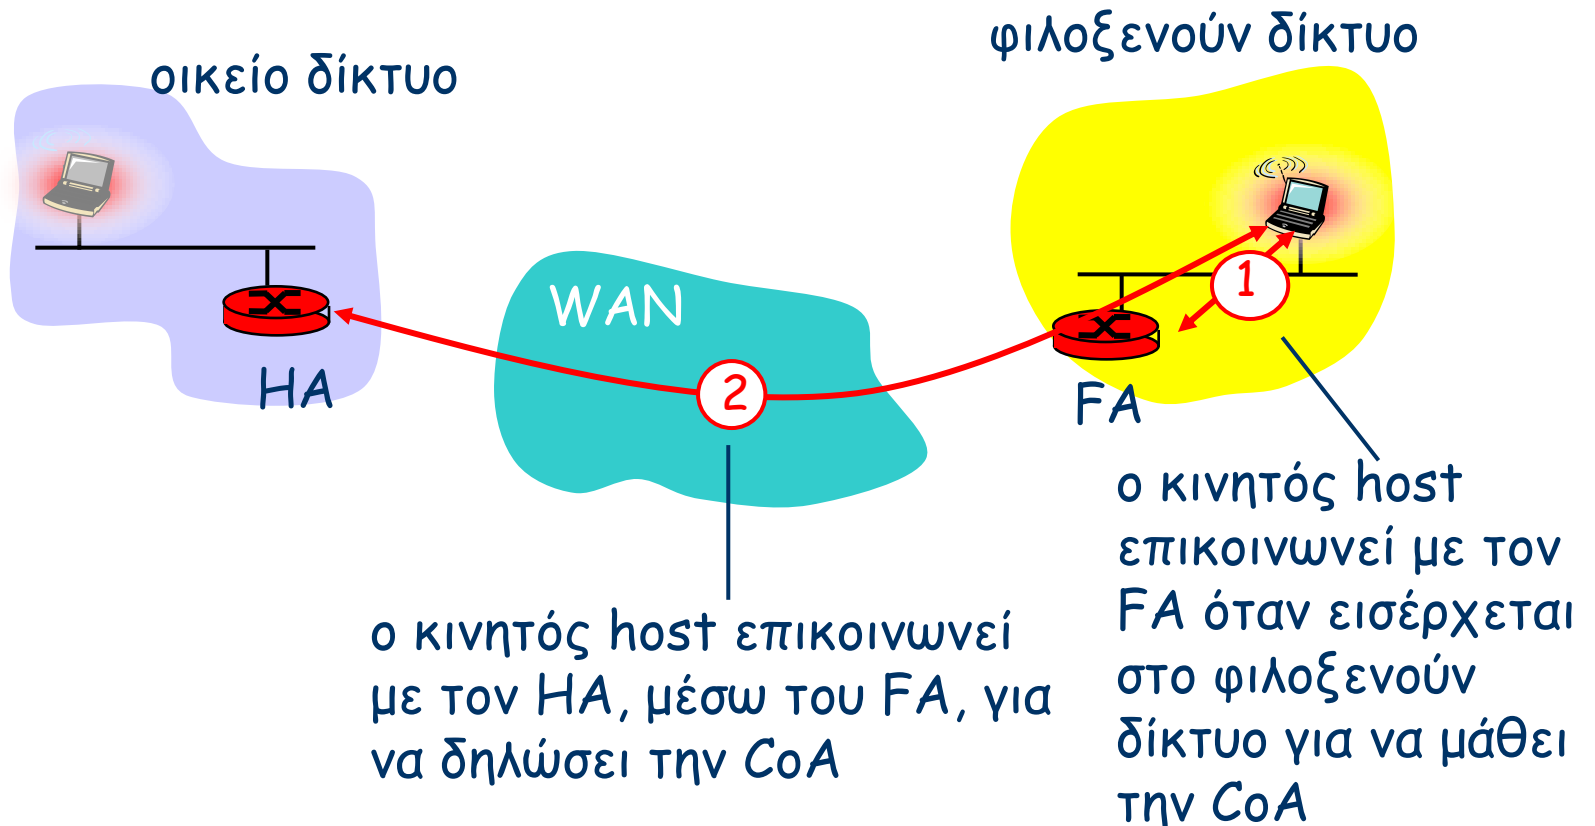 οικείο δίκτυο
φιλοξενούν δίκτυο
WAN
HA
FA
1
2
ο κινητός host επικοινωνεί
με τον HA, μέσω του FA, για
να δηλώσει την CoA
ο κινητός host
επικοινωνεί με τον
FA όταν εισέρχεται
στο φιλοξενούν
δίκτυο για να μάθει
την CoA